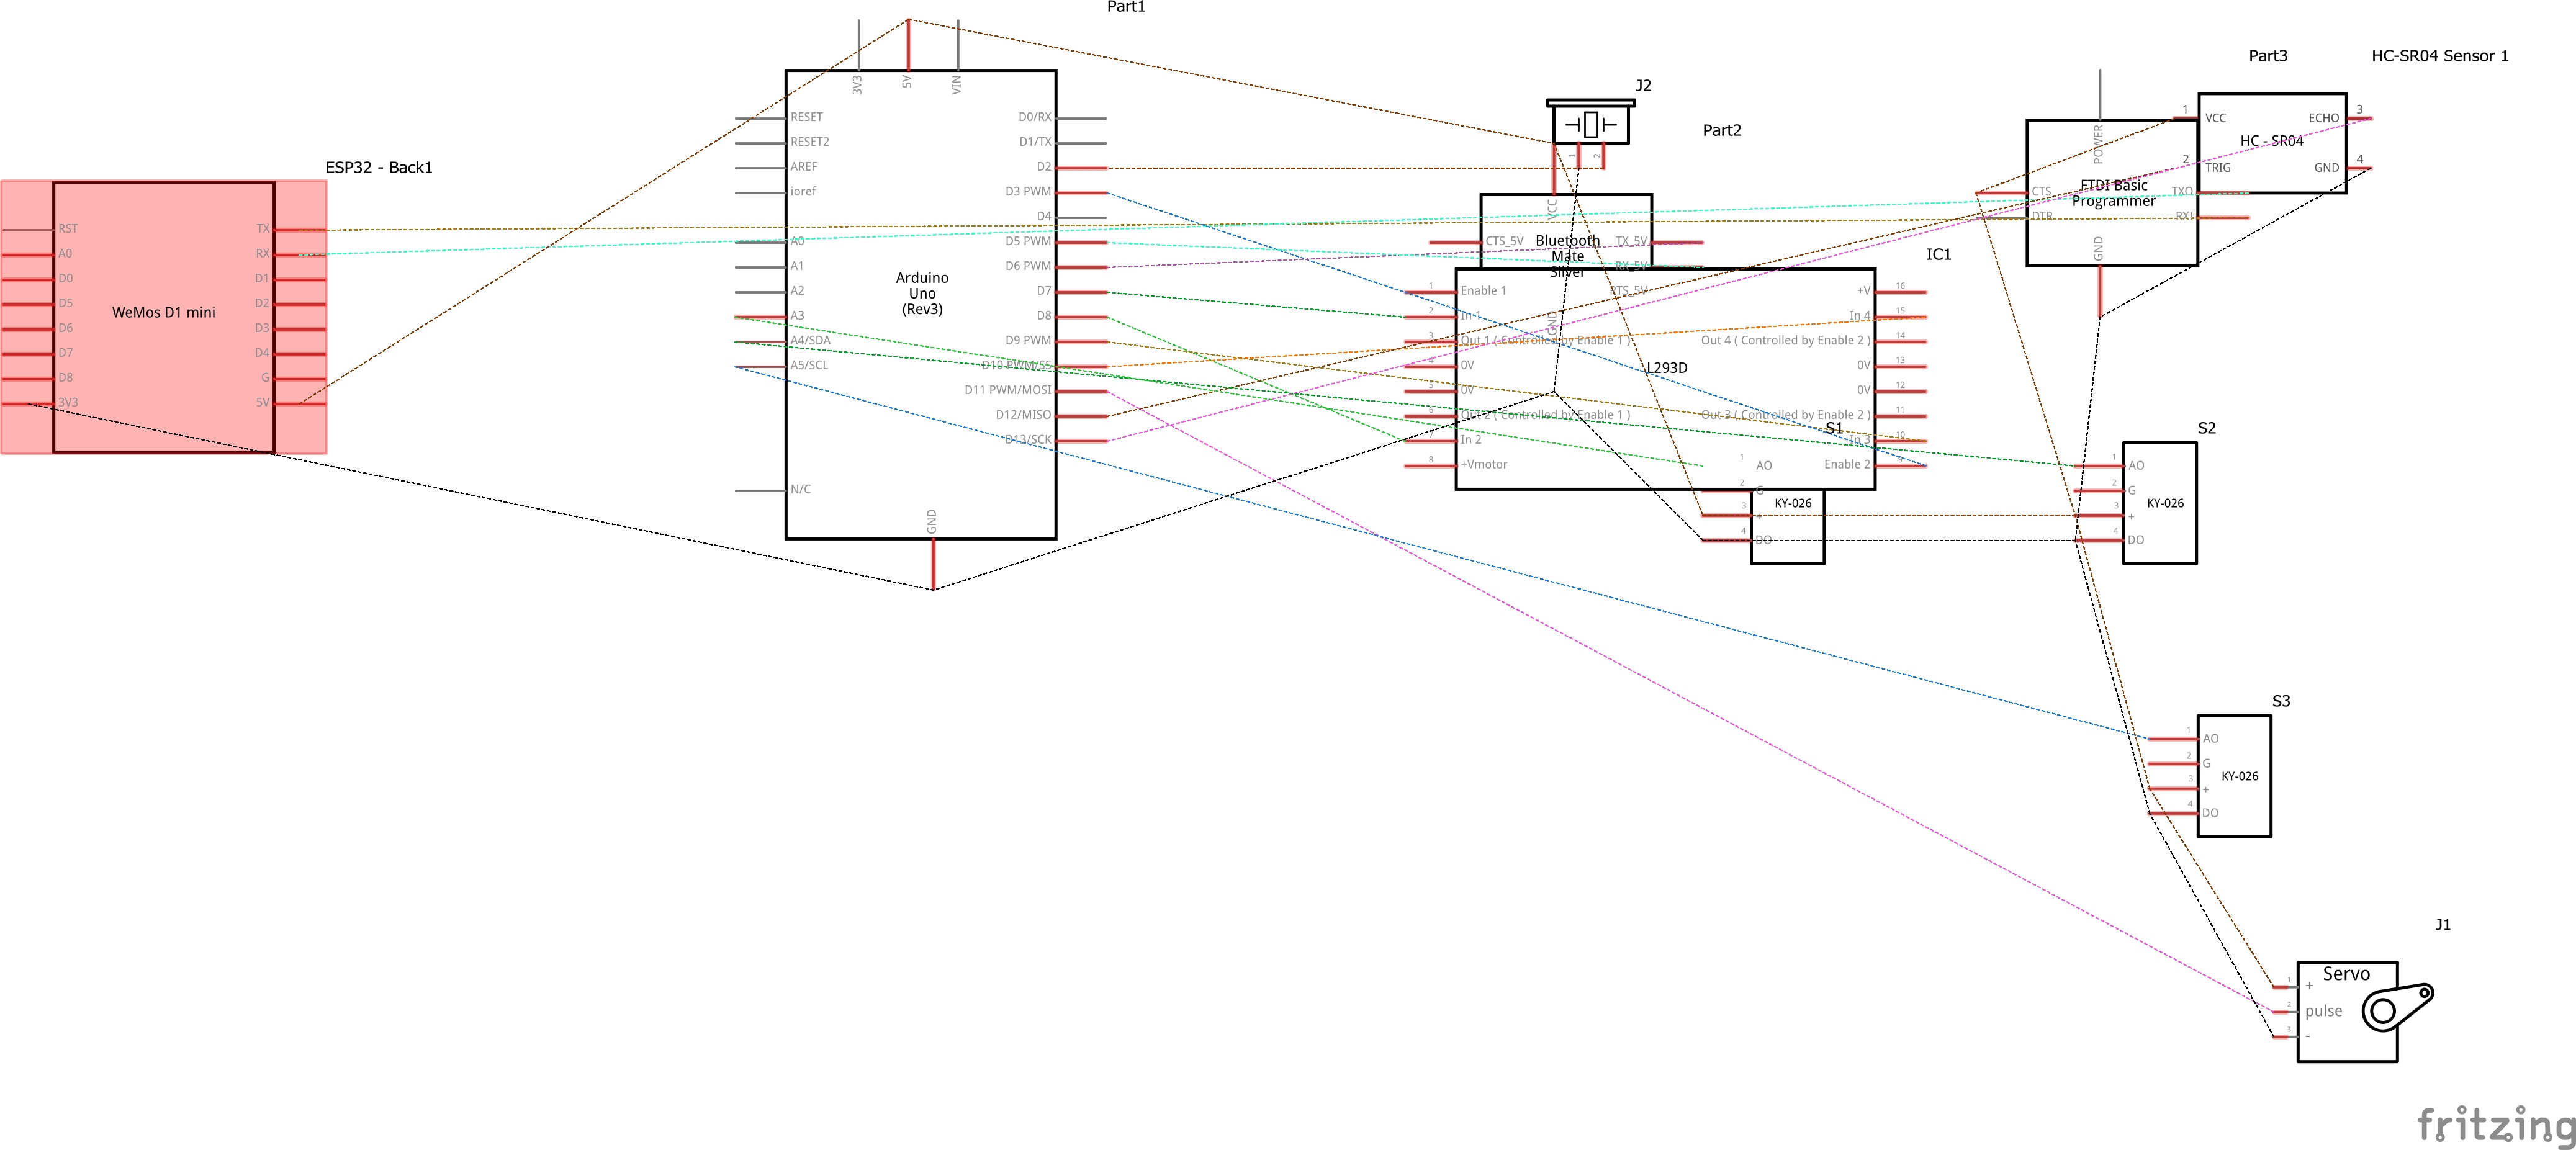 Part1
Part3
HC-SR04 Sensor 1
J2
Part2
ESP32 - Back1
WeMos D1 mini
RST
A0
D0
D5
D6
D7
D8
3V3
TX
RX
D1
D2
D3
D4
G
5V
3V3
5V
VIN
RESET
RESET2
AREF
ioref
A0
A1
A2
A3
A4/SDA
A5/SCL
N/C
Arduino
Uno
(Rev3)
D0/RX
D1/TX
D2
D3 PWM
D4
D5 PWM
D6 PWM
D7
D8
D9 PWM
D10 PWM/SS
D11 PWM/MOSI
D12/MISO
D13/SCK
GND
1
2
VCC
CTS_5V
Bluetooth
Mate
Silver
TX_5V
RX_5V
RTS_5V
GND
IC1
L293D
1 Enable 1
2 In 1
3 Out 1 ( Controlled by Enable 1 )
4 0V
5 0V
6 Out 2 ( Controlled by Enable 1 )
7 In 2
8 +Vmotor
+V 16
In 4 15
Out 4 ( Controlled by Enable 2 ) 14
0V 13
0V 12
Out 3 ( Controlled by Enable 2 ) 11
In 3 10
Enable 2 9
POWER
CTS
DTR
FTDI Basic
Programmer
TXO
RXI
GND
1 VCC
2 TRIG
HC - SR04
ECHO 3
GND 4
S1
1 AO
2 G
3 +
4 DO
KY-026
S2
1 AO
2 G
3 +
4 DO
KY-026
S3
1 AO
2 G
3 +
4 DO
KY-026
J1
Servo
1 +
2 pulse
3 -
fritzing